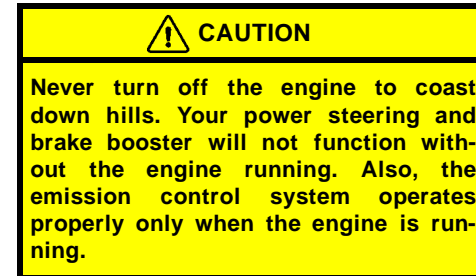 CAUTION
Never turn off the engine to coast
down hills. Your power steering and
brake booster will not function with-
out the engine running. Also, the
emission control system operates
properly only when the engine is run-
ning.